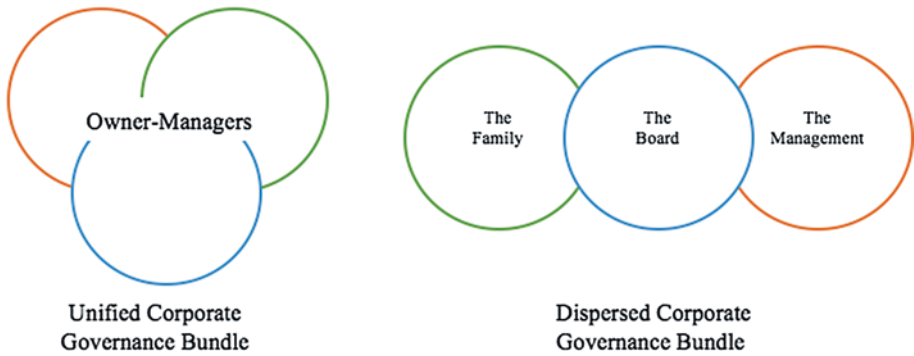 Owner-Managers
Unified Corporate
Governance Bundle
The
Family
The
Board
The
Management
Dispersed Corporate
Governance Bundle